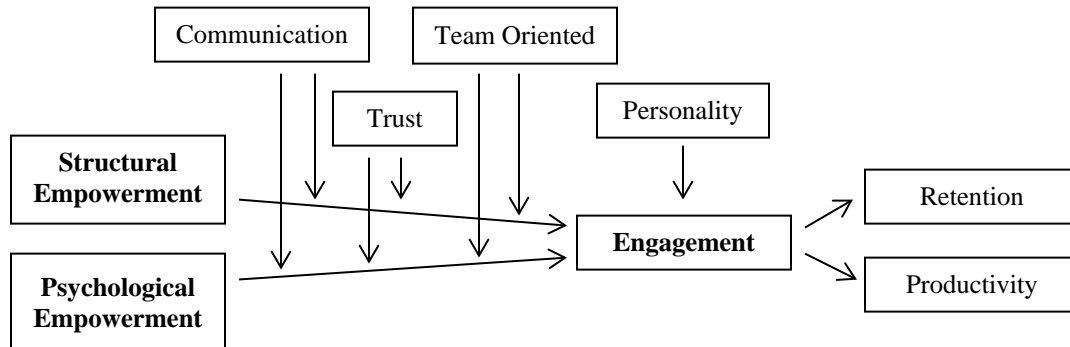 Communication
Team Oriented
Trust
Personality
Structural
Empowerment
Retention
Engagement
Psychological
Empowerment
Productivity